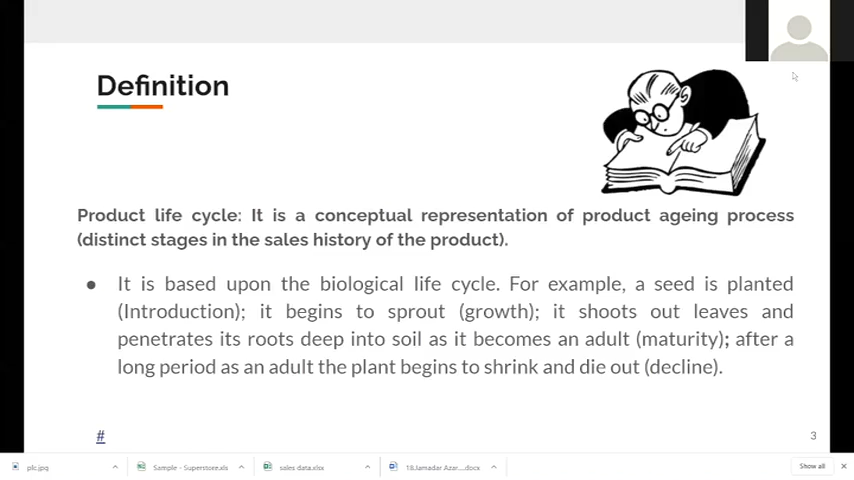 Definition
Product life cycle: It is a conceptual representation of product ageing process
(distinct stages in the sales history of the product).
● It is based upon the biological life cycle. For example, a seed is planted
(Introduction); it begins to sprout (growth); it shoots out leaves and
penetrates its roots deep into soil as it becomes an adult (maturity); after a
long period as an adult the plant begins to shrink and die out (decline).
#
3
plc.jpg
Sample - Superstore.xls
sales data.xlsx
18.Jamadar Azar....docx
Show all